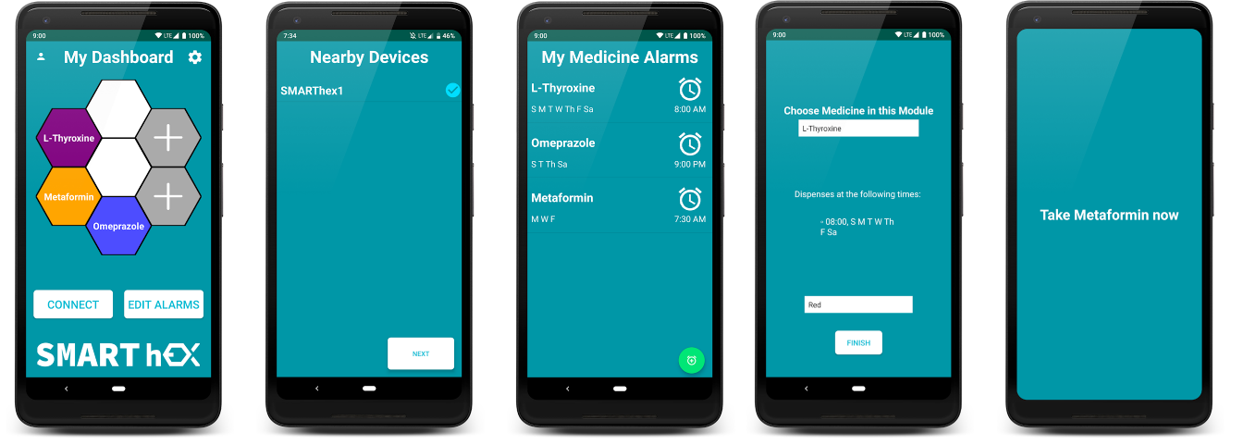 9:00 LTE 100%
My Dashboard
L-Thyroxine
Metaformin
Omeprazole
CONNECT
EDIT ALARMS
SMART hEX
7:34 LTE 46%
Nearby Devices
SMARThex1
NEXT
9:00 LTE 100%
My Medicine Alarms
L-Thyroxine
S M T W Th F Sa 8:00 AM
Omeprazole
S T Th Sa 9:00 PM
Metaformin
M W F 7:30 AM
9:00 LTE 100%
Choose Medicine in this Module
L-Thyroxine
Dispenses at the following times:
- 08:00, S M T W Th
F Sa
Red
FINISH
Take Metaformin now